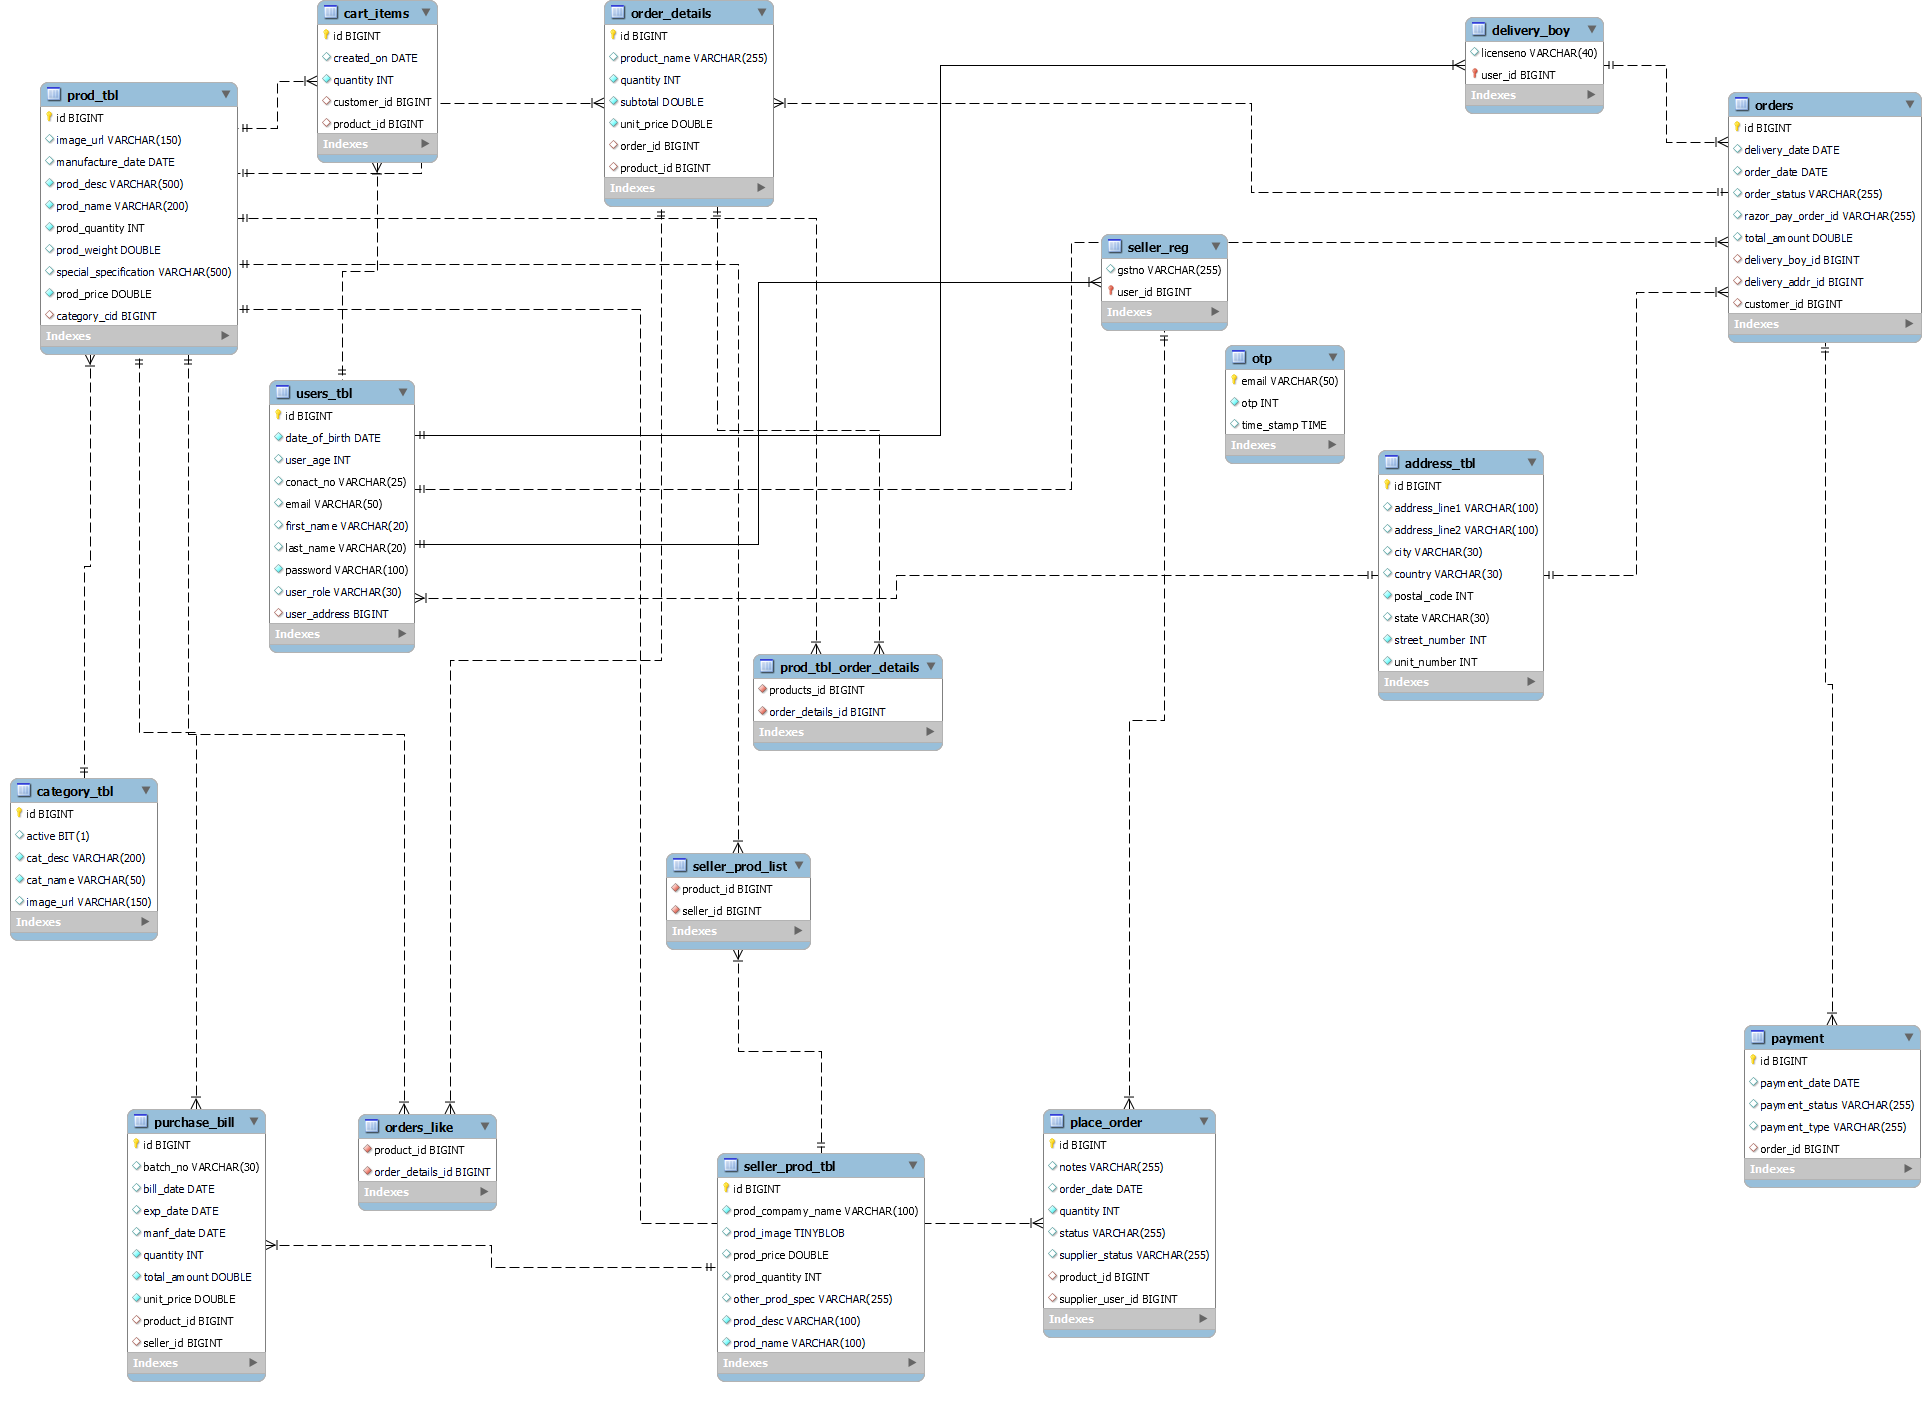 cart_items
id BIGINT
created_on DATE
quantity INT
customer_id BIGINT
product_id BIGINT
Indexes
order_details
id BIGINT
product_name VARCHAR(255)
quantity INT
subtotal DOUBLE
unit_price DOUBLE
order_id BIGINT
product_id BIGINT
Indexes
delivery_boy
licenseno VARCHAR(40)
user_id BIGINT
Indexes
prod_tbl
id BIGINT
image_url VARCHAR(150)
manufacture_date DATE
prod_desc VARCHAR(500)
prod_name VARCHAR(200)
prod_quantity INT
prod_weight DOUBLE
special_specification VARCHAR(500)
prod_price DOUBLE
category_cid BIGINT
Indexes
orders
id BIGINT
delivery_date DATE
order_date DATE
order_status VARCHAR(255)
razor_pay_order_id VARCHAR(255)
total_amount DOUBLE
delivery_boy_id BIGINT
delivery_addr_id BIGINT
customer_id BIGINT
Indexes
seller_reg
gstno VARCHAR(255)
user_id BIGINT
Indexes
otp
email VARCHAR(50)
otp INT
time_stamp TIME
Indexes
users_tbl
id BIGINT
date_of_birth DATE
user_age INT
conact_no VARCHAR(25)
email VARCHAR(50)
first_name VARCHAR(20)
last_name VARCHAR(20)
password VARCHAR(100)
user_role VARCHAR(30)
user_address BIGINT
Indexes
address_tbl
id BIGINT
address_line1 VARCHAR(100)
address_line2 VARCHAR(100)
city VARCHAR(30)
country VARCHAR(30)
postal_code INT
state VARCHAR(30)
street_number INT
unit_number INT
Indexes
prod_tbl_order_details
products_id BIGINT
order_details_id BIGINT
Indexes
category_tbl
id BIGINT
active BIT(1)
cat_desc VARCHAR(200)
cat_name VARCHAR(50)
image_url VARCHAR(150)
Indexes
seller_prod_list
product_id BIGINT
seller_id BIGINT
Indexes
payment
id BIGINT
payment_date DATE
payment_status VARCHAR(255)
payment_type VARCHAR(255)
order_id BIGINT
Indexes
purchase_bill
id BIGINT
batch_no VARCHAR(30)
bill_date DATE
exp_date DATE
manf_date DATE
quantity INT
total_amount DOUBLE
unit_price DOUBLE
product_id BIGINT
seller_id BIGINT
Indexes
orders_like
product_id BIGINT
order_details_id BIGINT
Indexes
seller_prod_tbl
id BIGINT
prod_compamy_name VARCHAR(100)
prod_image TINYBLOB
prod_price DOUBLE
prod_quantity INT
other_prod_spec VARCHAR(255)
prod_desc VARCHAR(100)
prod_name VARCHAR(100)
Indexes
place_order
id BIGINT
notes VARCHAR(255)
order_date DATE
quantity INT
status VARCHAR(255)
supplier_status VARCHAR(255)
product_id BIGINT
supplier_user_id BIGINT
Indexes